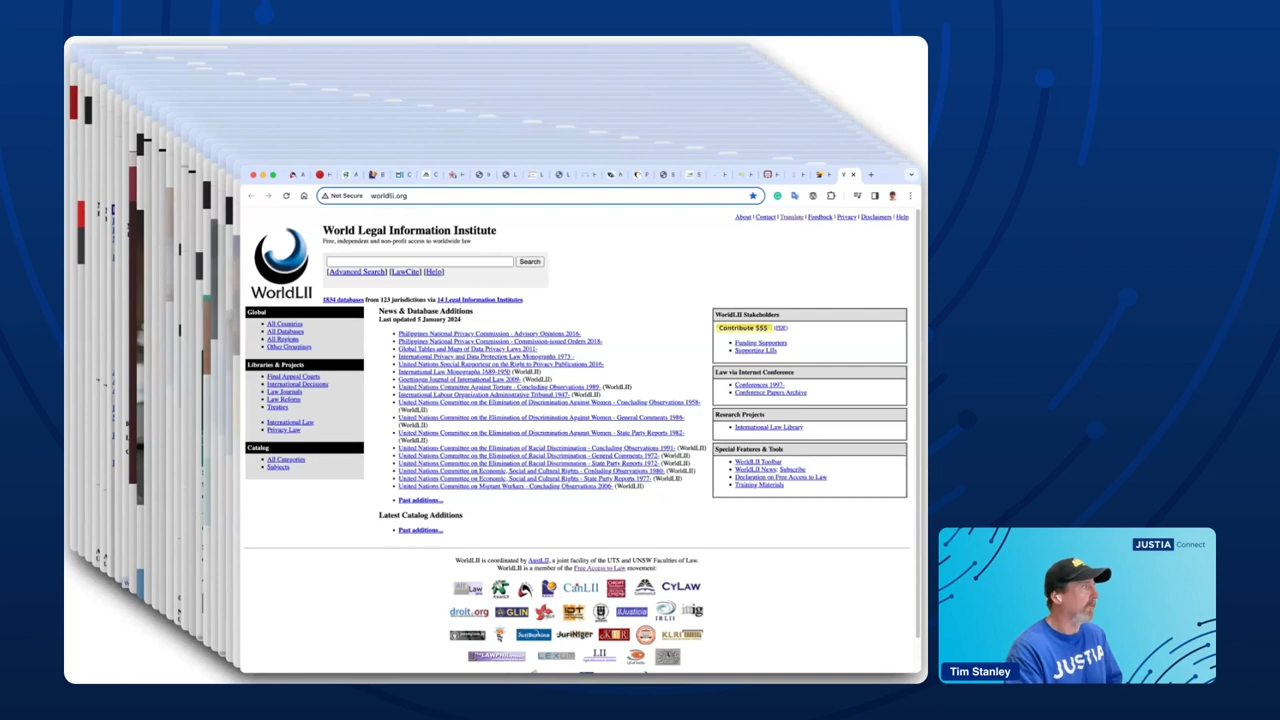 Not Secure worldlii.org
About | Contact | Translate | Feedback | Privacy | Disclaimers | Help
World Legal Information Institute
Free, independent and non-profit access to worldwide law
Search
[Advanced Search] [LawCite] [Help]
WorldLII
1834 databases from 123 jurisdictions via 14 Legal Information Institutes
Global
All Countries
All Databases
All Regions
Other Groupings
Libraries & Projects
Final Appeal Courts
International Decisions
Law Journals
Law Reform
Treaties
International Law
Privacy Law
Catalog
All Categories
Subjects
News & Database Additions
Last updated 5 January 2024
Philippines National Privacy Commission - Advisory Opinions 2016-
Philippines National Privacy Commission - Commission-issued Orders 2018-
Global Tables and Maps of Data Privacy Laws 2011-
International Privacy and Data Protection Law Monographs 1973 -
United Nations Special Rapporteur on the Right to Privacy Publications 2016-
International Law Monographs 1689-1950 (WorldLII)
Goettingen Journal of International Law 2009- (WorldLII)
United Nations Committee Against Torture - Concluding Observations 1989- (WorldLII)
International Labour Organization Administrative Tribunal 1947- (WorldLII)
United Nations Committee on the Elimination of Discrimination Against Women - Concluding Observations 1958-
(WorldLII)
United Nations Committee on the Elimination of Discrimination Against Women - General Comments 1986-
(WorldLII)
United Nations Committee on the Elimination of Discrimination Against Women - State Party Reports 1982-
(WorldLII)
United Nations Committee on the Elimination of Racial Discrimination - Concluding Observations 1991- (WorldLII)
United Nations Committee on the Elimination of Racial Discrimination - General Comments 1972- (WorldLII)
United Nations Committee on the Elimination of Racial Discrimination - State Party Reports 1972- (WorldLII)
United Nations Committee on Economic, Social and Cultural Rights - Concluding Observations 1980- (WorldLII)
United Nations Committee on Economic, Social and Cultural Rights - State Party Reports 1977- (WorldLII)
United Nations Committee on Migrant Workers - Concluding Observations 2006- (WorldLII)
Past additions...
Latest Catalog Additions
Past additions...
WorldLII Stakeholders
Contribute $$$ (PDF)
Funding Supporters
Supporting LIIs
Law via Internet Conference
Conferences 1997-
Conference Papers Archive
Research Projects
International Law Library
Special Features & Tools
WorldLII Toolbar
WorldLII News: Subscribe
Declaration on Free Access to Law
Training Materials
WorldLII is coordinated by AustLII, a joint facility of the UTS and UNSW Faculties of Law.
WorldLII is a member of the Free Access to Law movement:
CanLII
CYLAW
droit.org
GLIN
IIJusticia
IRLII
ittig
JuriBurkina
JuriNiger
KLRI
LEXUM
LII
JUSTIA Connect
JUSTIA
Tim Stanley